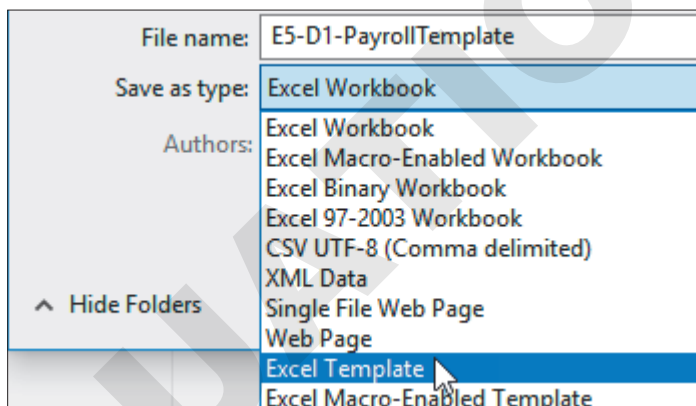 File name: E5-D1-PayrollTemplate
Save as type: Excel Workbook
Authors:
Excel Workbook
Excel Macro-Enabled Workbook
Excel Binary Workbook
Excel 97-2003 Workbook
CSV UTF-8 (Comma delimited)
XML Data
Single File Web Page
Web Page
Excel Template
Excel Macro-Enabled Template
Hide Folders